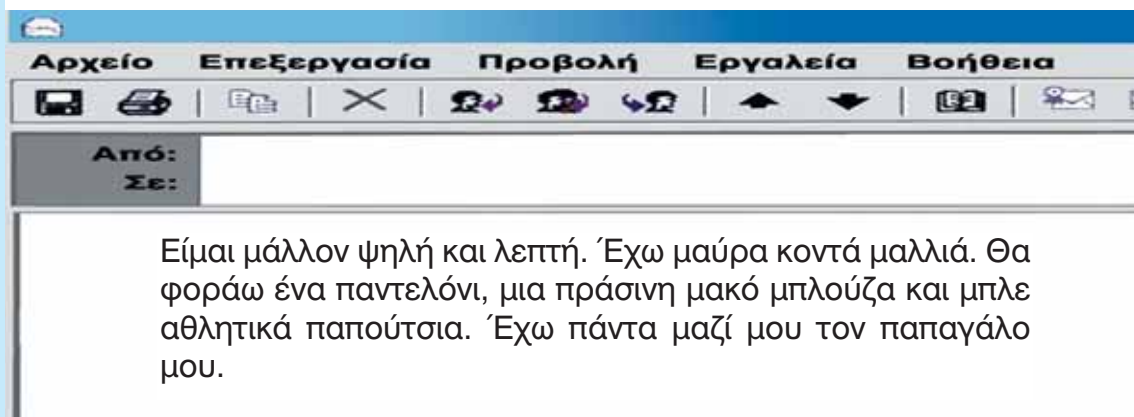 Αρχείο Επεξεργασία Προβολή Εργαλεία Βοήθεια
Από:
Σε:
Είμαι μάλλον ψηλή και λεπτή. Έχω μαύρα κοντά μαλλιά. Θα
φοράω ένα παντελόνι, μια πράσινη μακό μπλούζα και μπλε
αθλητικά παπούτσια. Έχω πάντα μαζί μου τον παπαγάλο
μου.